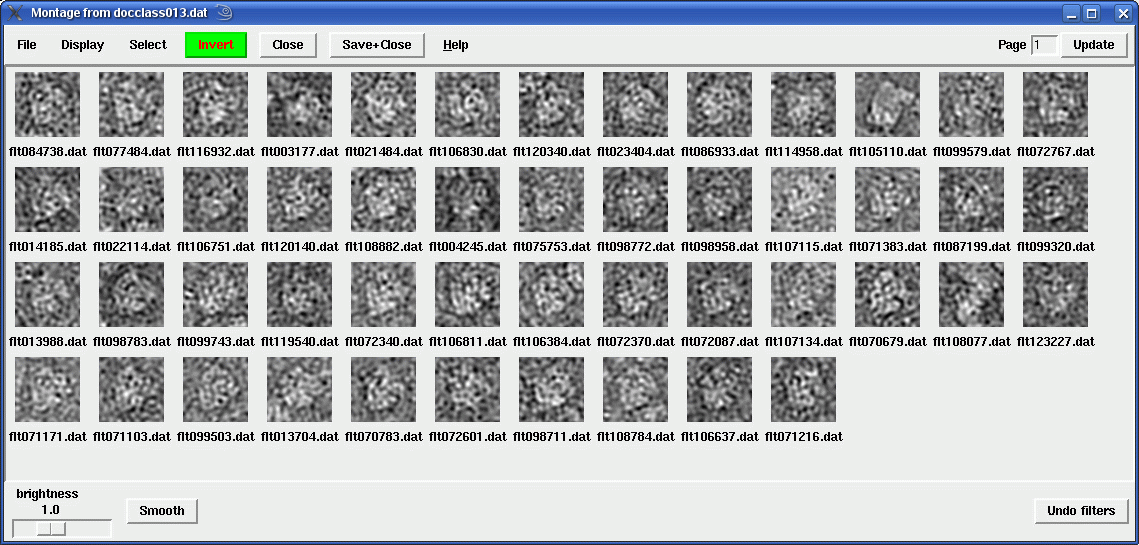 Montage from docclass013.dat
File Display Select Invert Close Save+Close Help Page 1 Update
flt084738.dat flt077484.dat flt116932.dat flt003177.dat flt021484.dat flt106830.dat flt120340.dat flt023404.dat flt086933.dat flt114958.dat flt105110.dat flt099579.dat flt072767.dat
flt014185.dat flt022114.dat flt106751.dat flt120140.dat flt108882.dat flt004245.dat flt075753.dat flt098772.dat flt098958.dat flt107115.dat flt071383.dat flt087199.dat flt099320.dat
flt013988.dat flt098783.dat flt099743.dat flt119540.dat flt072340.dat flt106811.dat flt106384.dat flt072370.dat flt072087.dat flt107134.dat flt070679.dat flt108077.dat flt123227.dat
flt071171.dat flt071103.dat flt099503.dat flt013704.dat flt070783.dat flt072601.dat flt098711.dat flt108784.dat flt106637.dat flt071216.dat
brightness
1.0
Smooth Undo filters